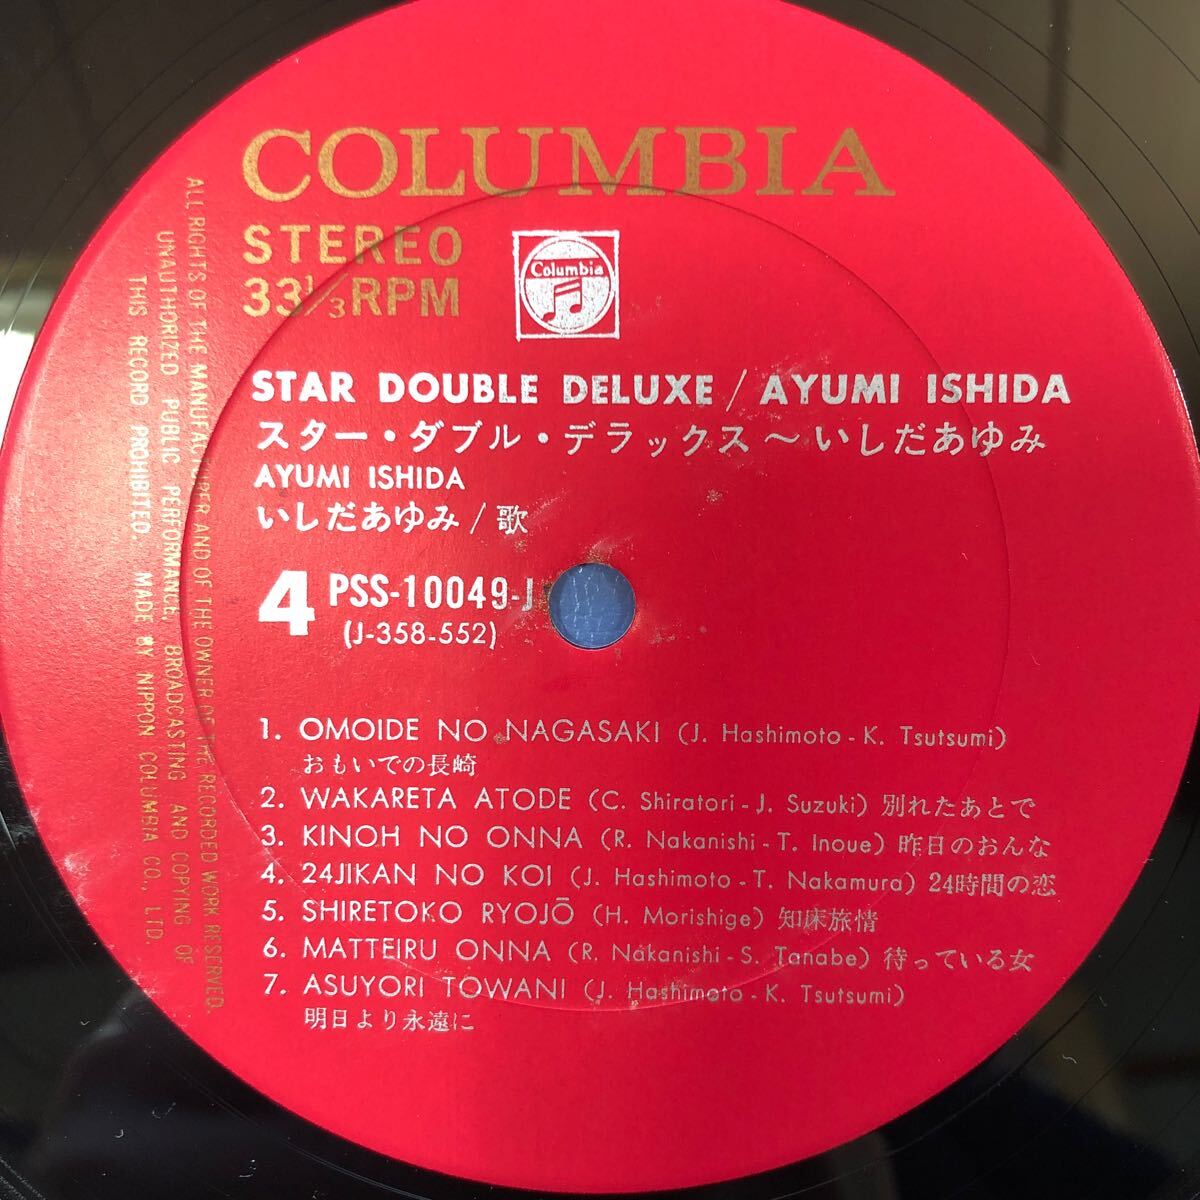 COLUMBIA
STEREO
33 1/3 RPM
Columbia
STAR DOUBLE DELUXE / AYUMI ISHIDA
スター・ダブル・デラックス～いしだあゆみ
AYUMI ISHIDA
いしだあゆみ / 歌
4 PSS-10049-J
(J-358-552)
1. OMOIDE NO NAGASAKI (J. Hashimoto - K. Tsutsumi)
おもいでの長崎
2. WAKARETA ATODE (C. Shiratori - J. Suzuki) 別れたあとで
3. KINOH NO ONNA (R. Nakanishi - T. Inoue) 昨日のおんな
4. 24JIKAN NO KOI (J. Hashimoto - T. Nakamura) 24時間の恋
5. SHIRETOKO RYOJŌ (H. Morishige) 知床旅情
6. MATTEIRU ONNA (R. Nakanishi - S. Tanabe) 待っている女
7. ASUYORI TOWANI (J. Hashimoto - K. Tsutsumi)
明日より永遠に
ALL RIGHTS OF THE MANUFACTURER AND OF THE OWNER OF THE RECORDED WORK RESERVED.
UNAUTHORIZED PUBLIC PERFORMANCE, BROADCASTING AND COPYING OF
THIS RECORD PROHIBITED. MADE BY NIPPON COLUMBIA CO., LTD.